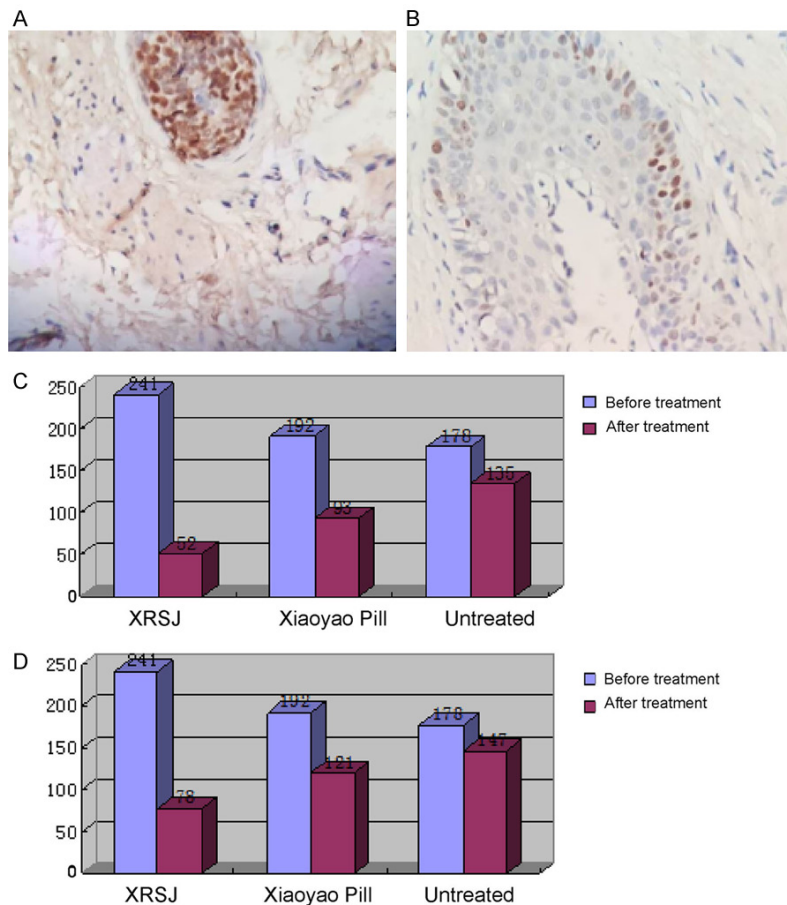 A
B
C
250
200
150
100
50
0
241
52
192
93
178
135
XRSJ
Xiaoyao Pill
Untreated
Before treatment
After treatment
D
250
200
150
100
50
0
241
78
192
121
178
147
XRSJ
Xiaoyao Pill
Untreated
Before treatment
After treatment